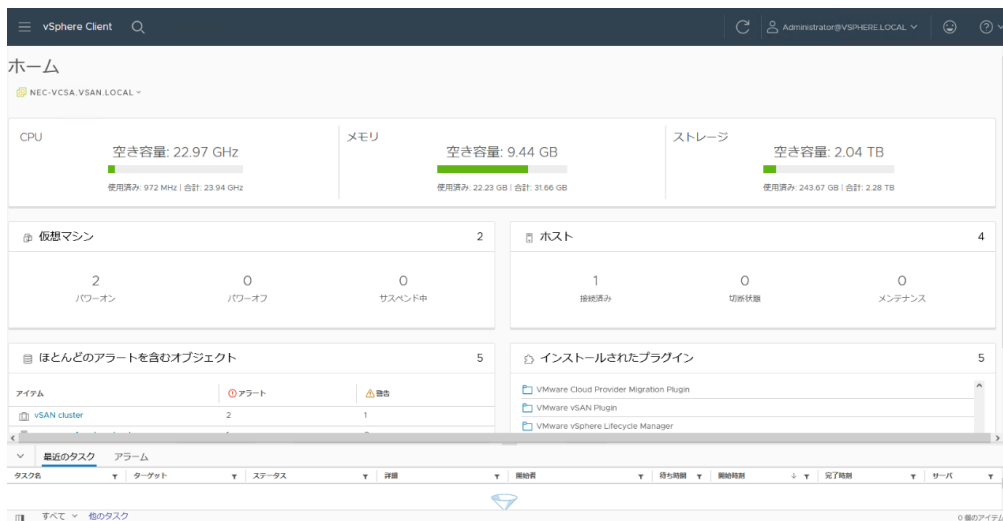 vSphere Client
Administrator@VSPHERE.LOCAL
ホーム
NEC-VCSA.VSAN.LOCAL
CPU
空き容量: 22.97 GHz
使用済み: 972 MHz | 合計: 23.94 GHz
メモリ
空き容量: 9.44 GB
使用済み: 22.23 GB | 合計: 31.66 GB
ストレージ
空き容量: 2.04 TB
使用済み: 243.67 GB | 合計: 2.28 TB
仮想マシン 2
2 0 0
パワーオン パワーオフ サスペンド中
ホスト 4
1 0 0
接続済み 切断状態 メンテナンス
ほとんどのアラートを含むオブジェクト 5
アイテム アラート 警告
vSAN cluster 2 1
インストールされたプラグイン 5
VMware Cloud Provider Migration Plugin
VMware vSAN Plugin
VMware vSphere Lifecycle Manager
最近のタスク アラーム
タスク名 ターゲット ステータス 詳細 開始者 待ち時間 開始時刻 完了時刻 サーバ
すべて 他のタスク
0 個のアイテム